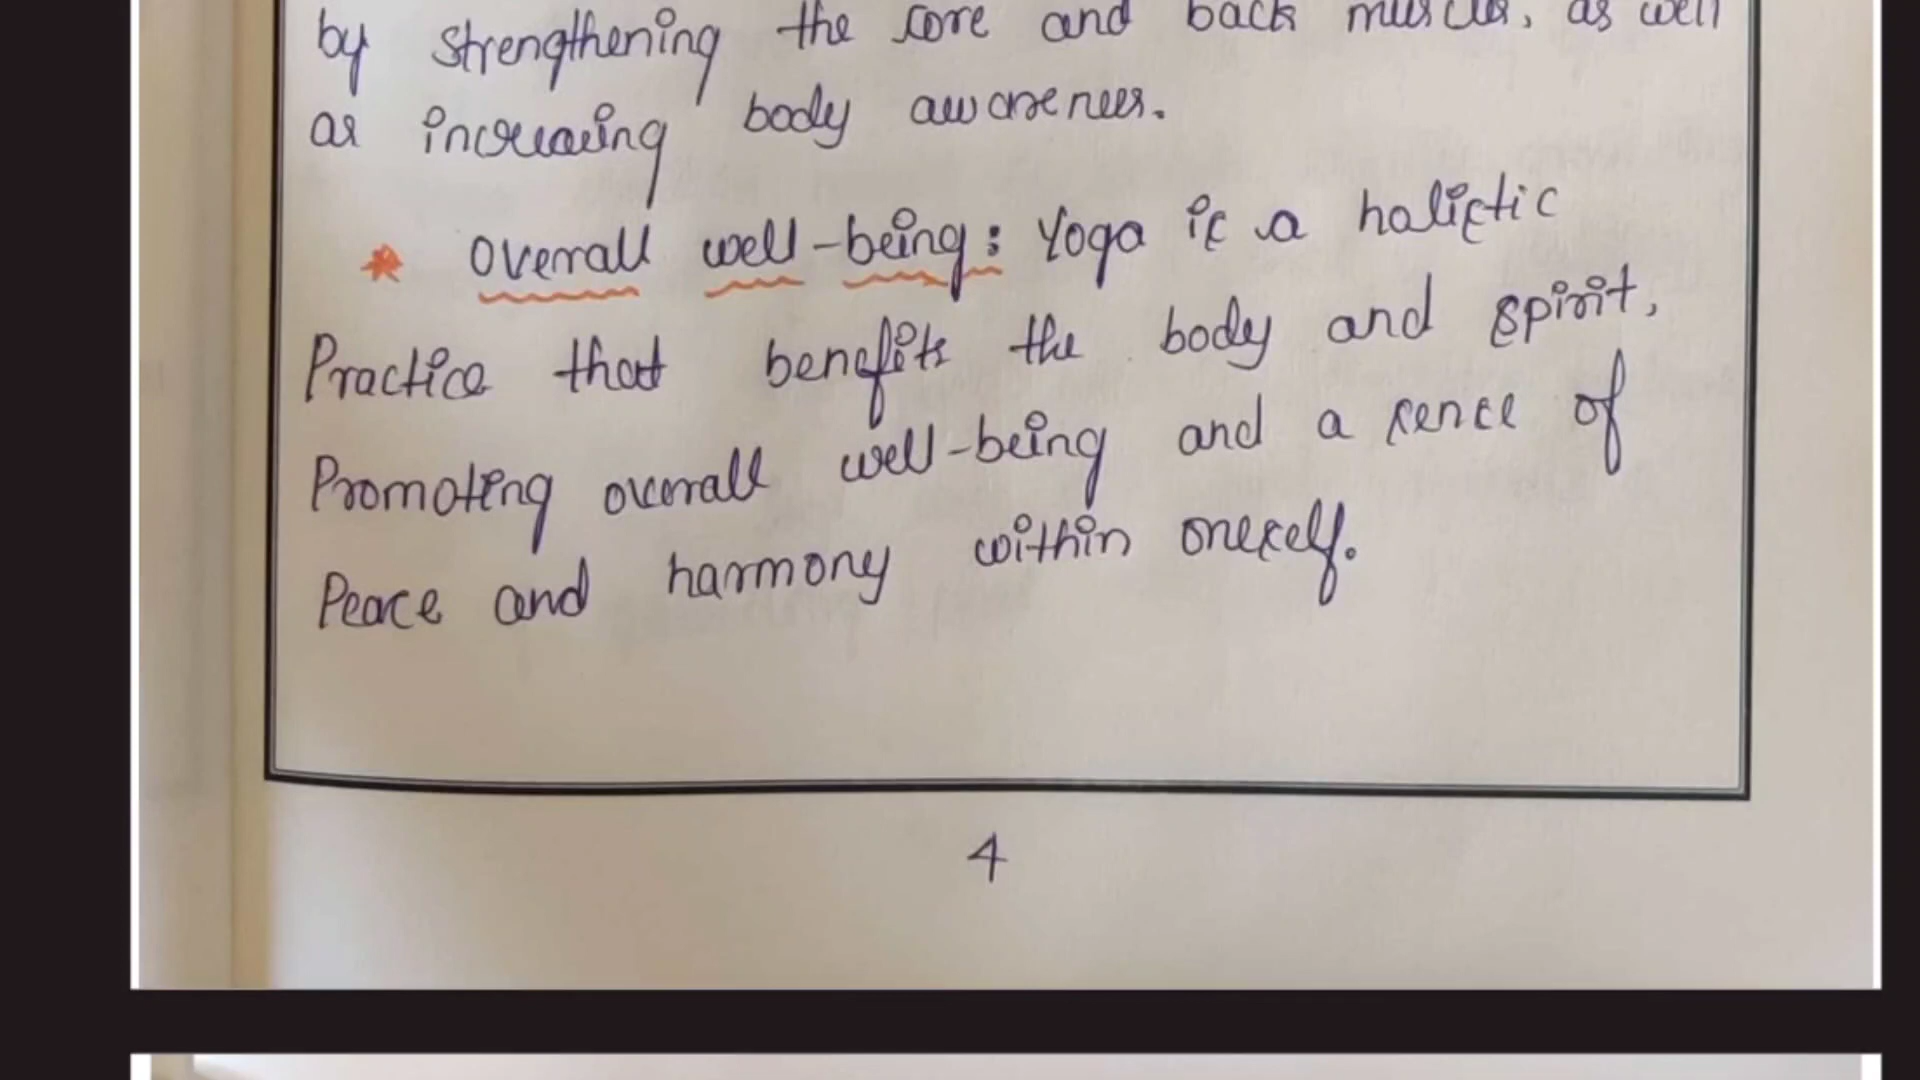 by strengthening the core and back muscles, as well
as increasing body awareness.
* Overall well-being: Yoga is a holistic
Practice that benefits the body and spirit,
Promoting overall well-being and a sence of
Peace and harmony within oneself.
4